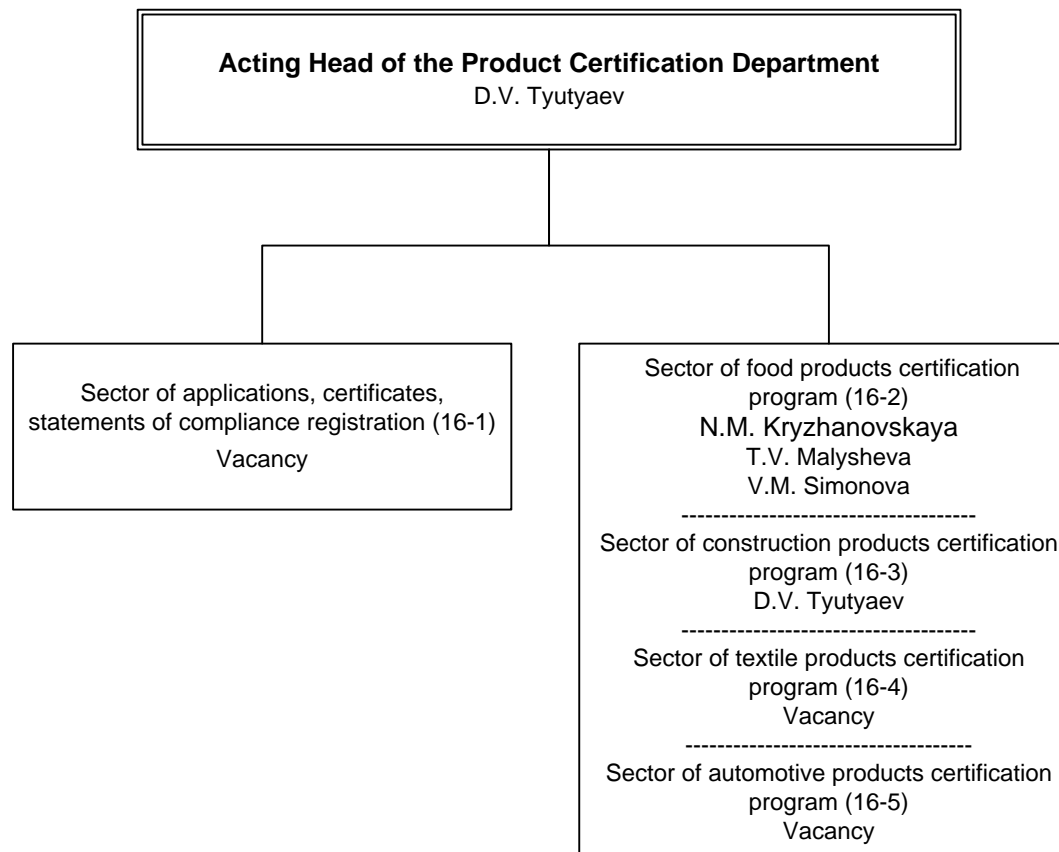 Acting Head of the Product Certification Department
D.V. Tyutyaev
Sector of applications, certificates,
statements of compliance registration (16-1)
Vacancy
Sector of food products certification
program (16-2)
N.M. Kryzhanovskaya
T.V. Malysheva
V.M. Simonova
-------------------------------------
Sector of construction products certification
program (16-3)
D.V. Tyutyaev
-------------------------------------
Sector of textile products certification
program (16-4)
Vacancy
------------------------------------
Sector of automotive products certification
program (16-5)
Vacancy